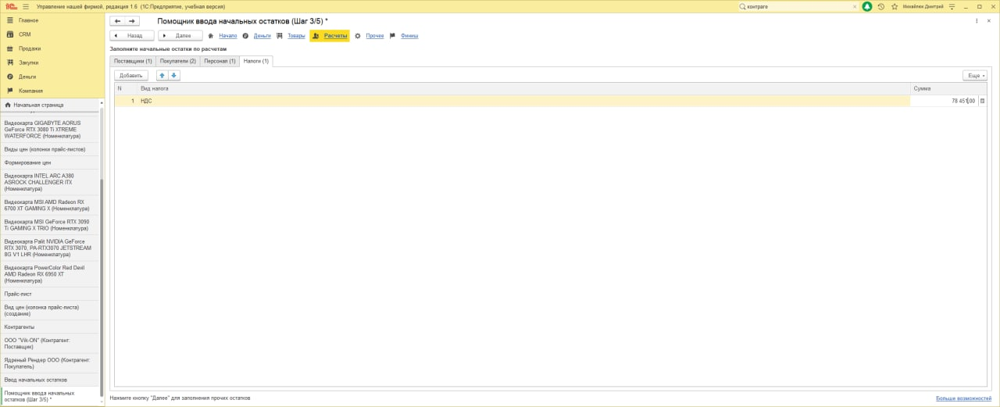 1С
Управление нашей фирмой, редакция 1.6 (1С:Предприятие, учебная версия)
контраге
Михайлюк Дмитрий
Главное
CRM
Продажи
Закупки
Деньги
Компания
Начальная страница
Видеокарта GIGABYTE AORUS
GeForce RTX 3080 Ti XTREME
WATERFORCE (Номенклатура)
Виды цен (колонки прайс-листов)
Формирование цен
Видеокарта INTEL ARC A380
ASROCK CHALLENGER ITX
(Номенклатура)
Видеокарта MSI AMD Radeon RX
6700 XT GAMING X (Номенклатура)
Видеокарта MSI GeForce RTX 3090
Ti GAMING X TRIO (Номенклатура)
Видеокарта Palit NVIDIA GeForce
RTX 3070, PA-RTX3070 JETSTREAM
8G V1 LHR (Номенклатура)
Видеокарта PowerColor Red Devil
AMD Radeon RX 6950 XT
(Номенклатура)
Прайс-лист
Вид цен (колонка прайс-листа)
(создание)
Контрагенты
ООО "Vilt-ON" (Контрагент:
Поставщик)
Ядреный Рендер ООО (Контрагент:
Покупатель)
Ввод начальных остатков
Помощник ввода начальных
остатков (Шаг 3/5) *
Помощник ввода начальных остатков (Шаг 3/5) *
Назад Далее Начало Деньги Товары Расчеты Прочее Финиш
Заполните начальные остатки по расчетам
Поставщики (1) Покупатели (2) Персонал (1) Налоги (1)
Добавить Еще
N Вид налога Сумма
1 НДС 78 451,00
Нажмите кнопку "Далее" для заполнения прочих остатков Больше возможностей